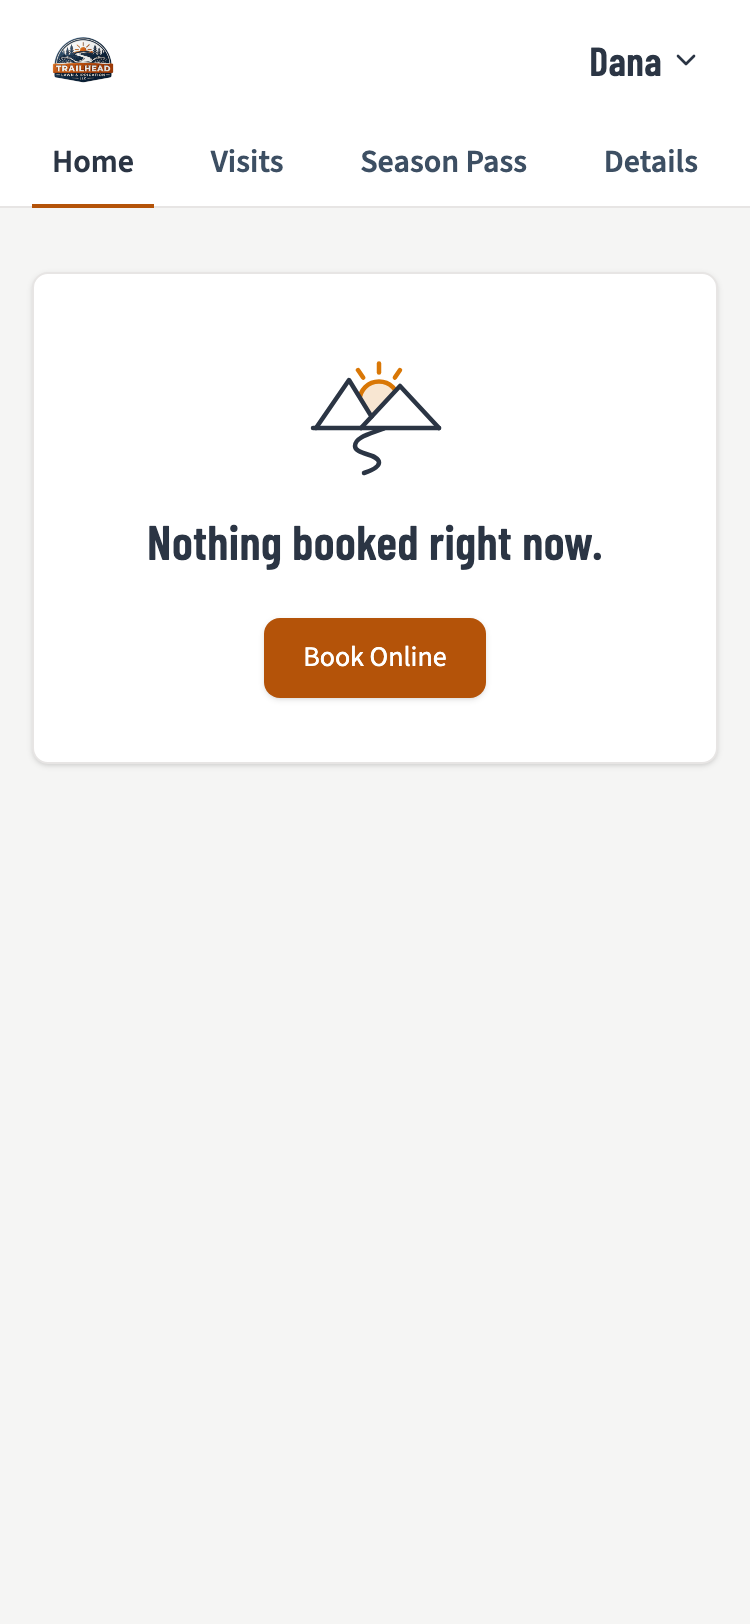 TRAILHEAD
Dana
Home
Visits
Season Pass
Details
Nothing booked right now.
Book Online